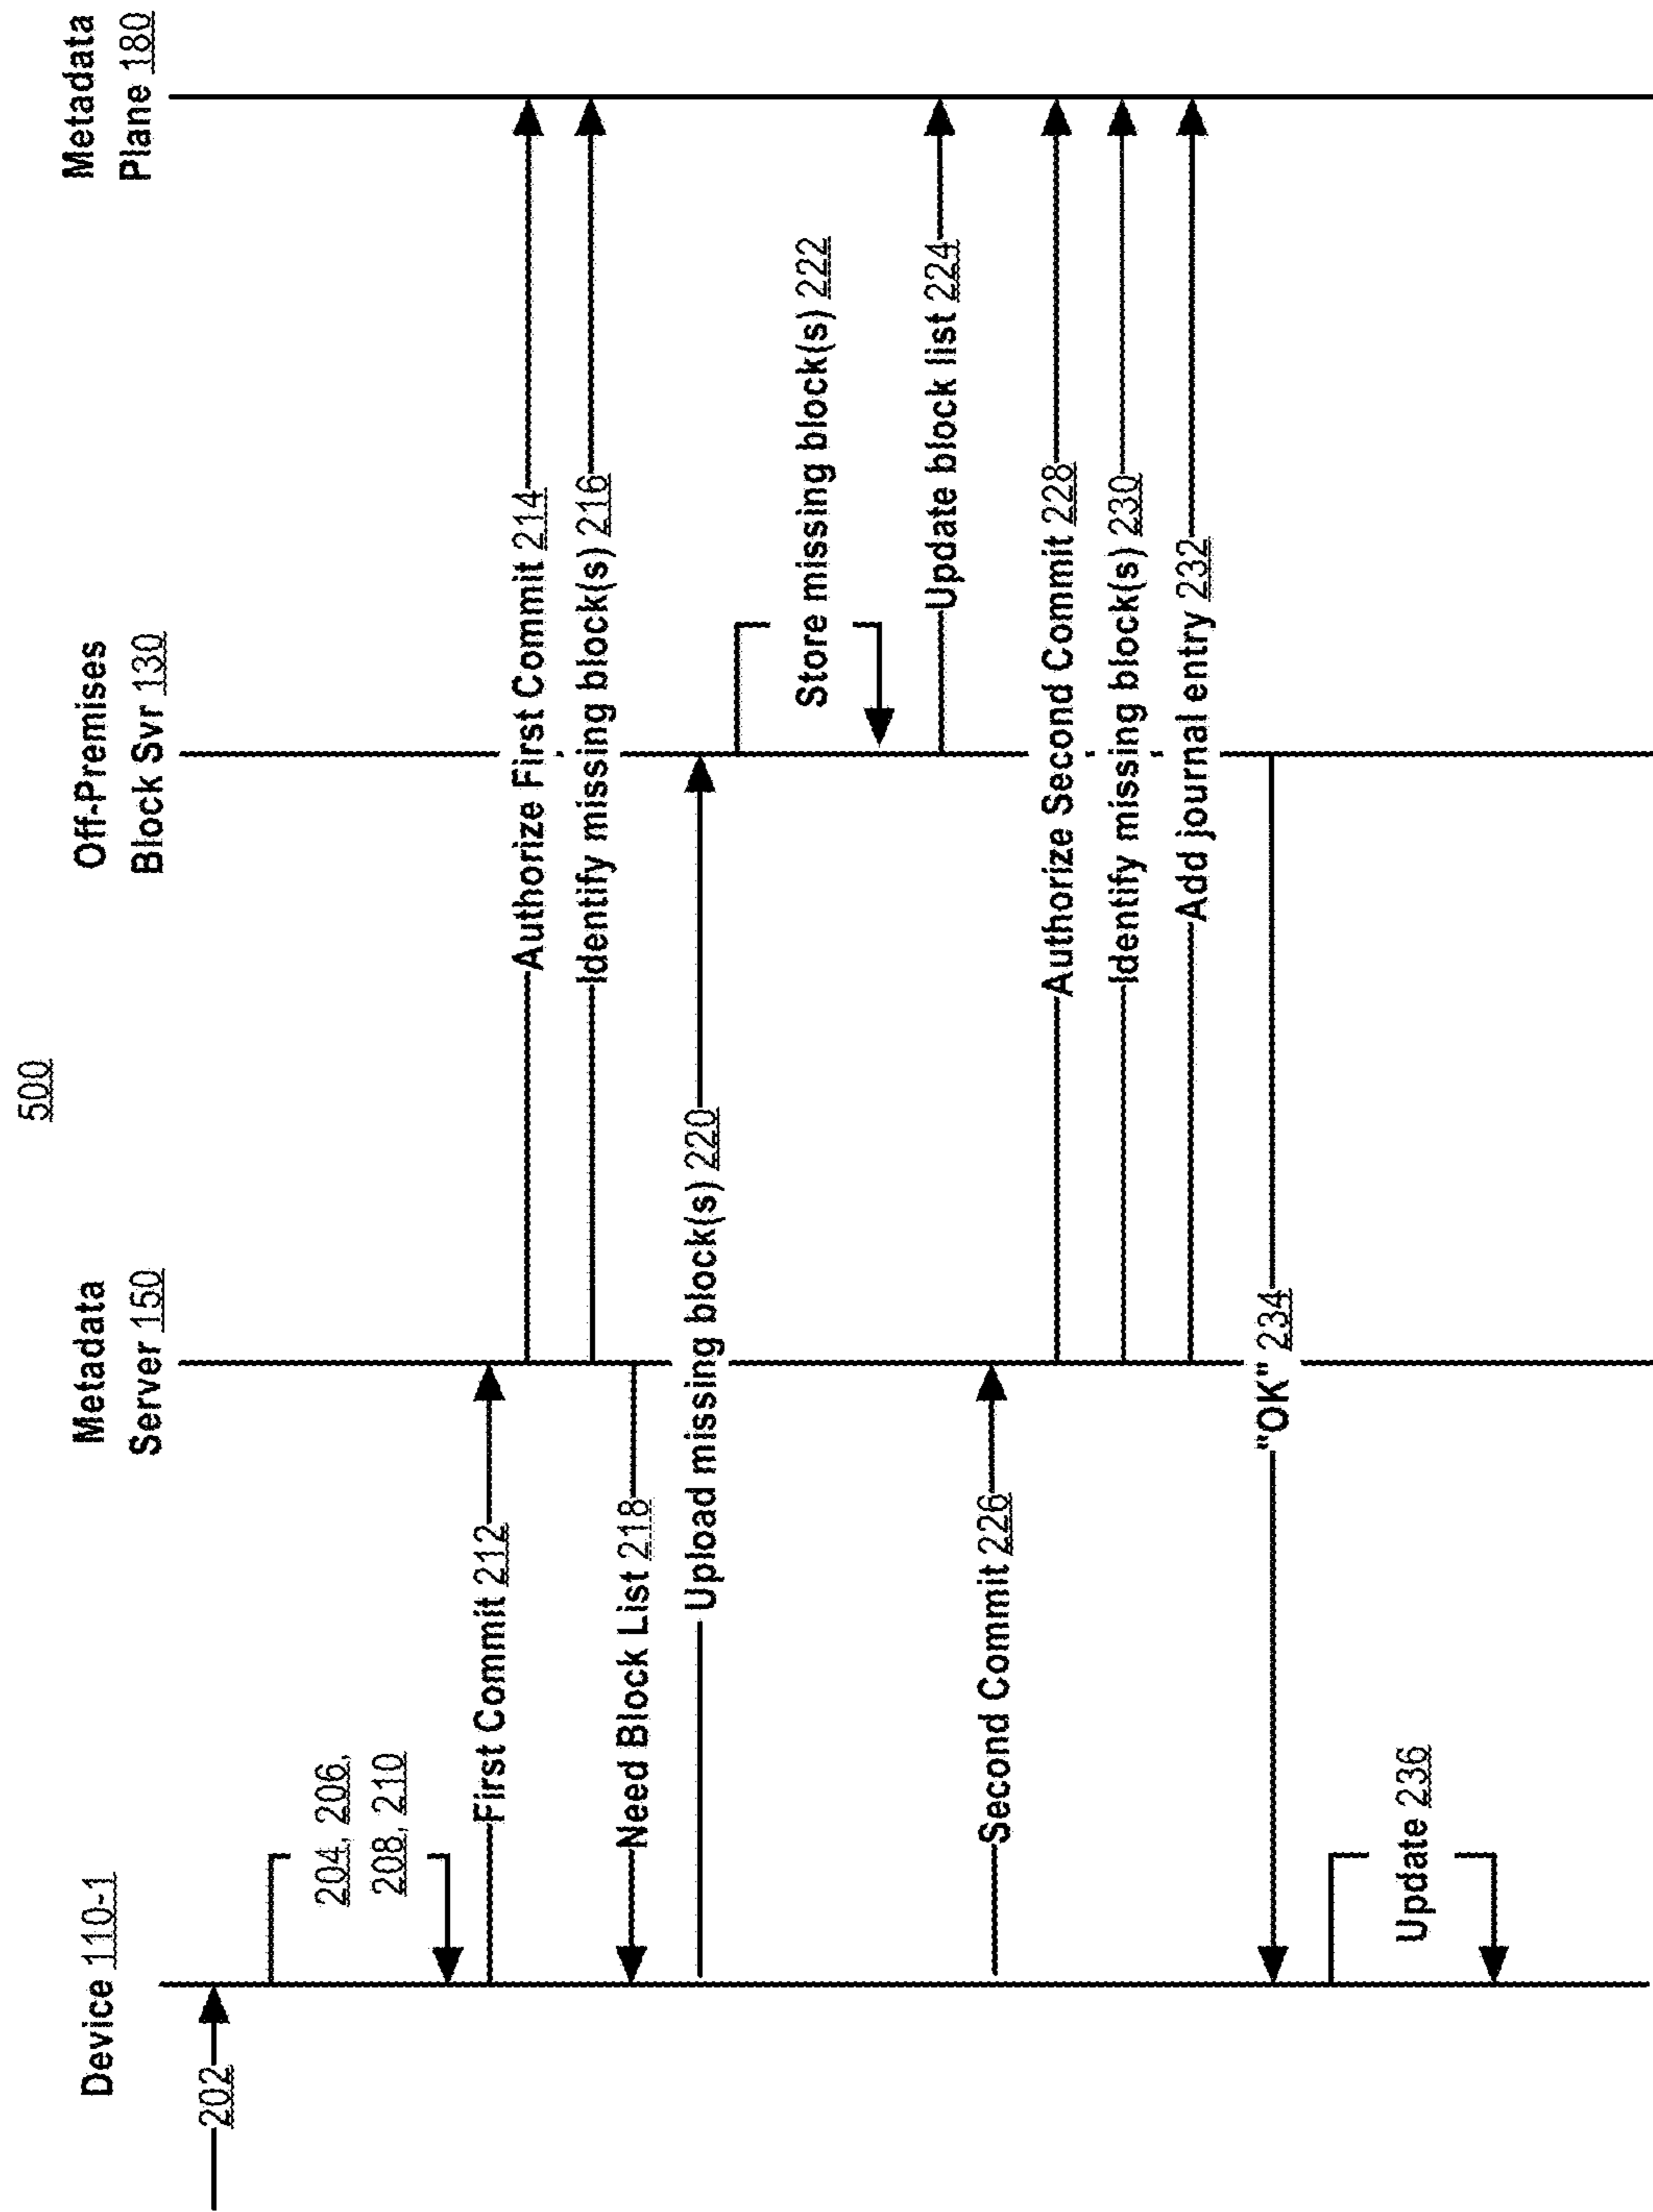 500
Device 110-1
Metadata
Server 150
Off-Premises
Block Svr 130
Metadata
Plane 180
202
204, 206,
208, 210
First Commit 212
Authorize First Commit 214
Identify missing block(s) 216
Need Block List 218
Upload missing block(s) 220
Store missing block(s) 222
Update block list 224
Second Commit 226
Authorize Second Commit 228
Identify missing block(s) 230
Add journal entry 232
"OK" 234
Update 236